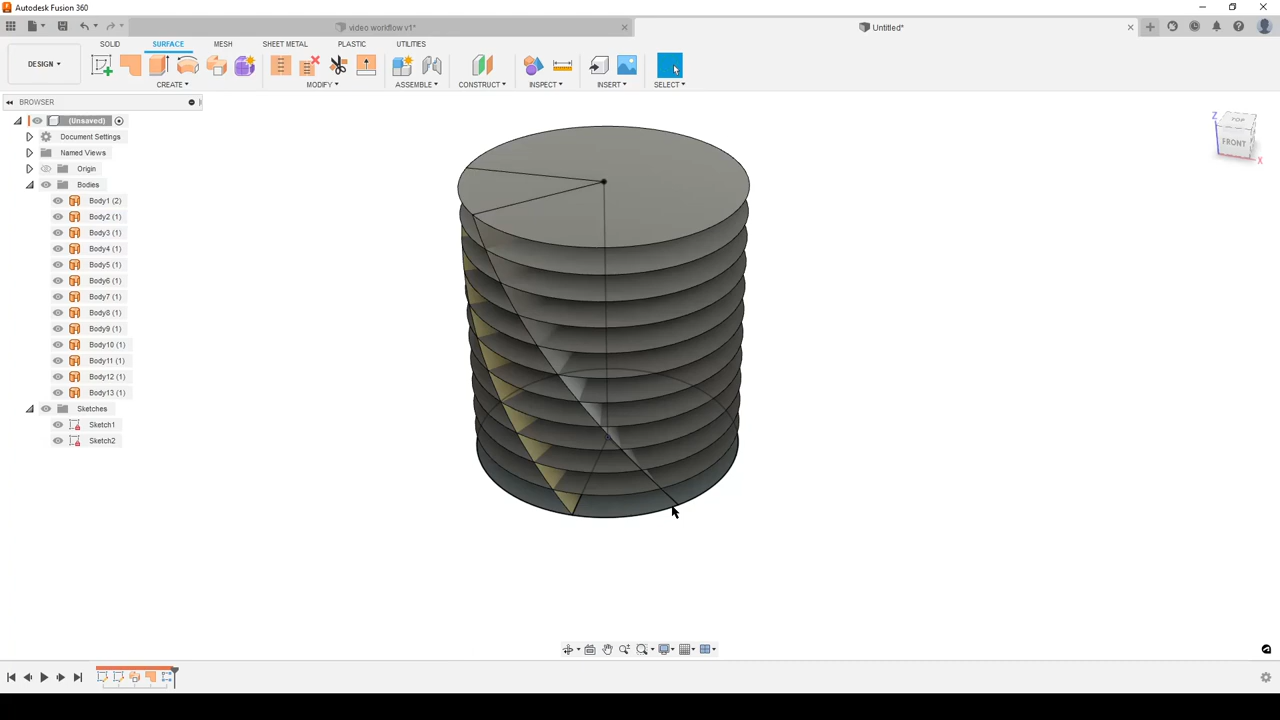 Autodesk Fusion 360
video workflow v1*
Untitled*
DESIGN
SOLID
SURFACE
MESH
SHEET METAL
PLASTIC
UTILITIES
CREATE
MODIFY
ASSEMBLE
CONSTRUCT
INSPECT
INSERT
SELECT
BROWSER
(Unsaved)
Document Settings
Named Views
Origin
Bodies
Body1 (2)
Body2 (1)
Body3 (1)
Body4 (1)
Body5 (1)
Body6 (1)
Body7 (1)
Body8 (1)
Body9 (1)
Body10 (1)
Body11 (1)
Body12 (1)
Body13 (1)
Sketches
Sketch1
Sketch2
Z
TOP
FRONT
X